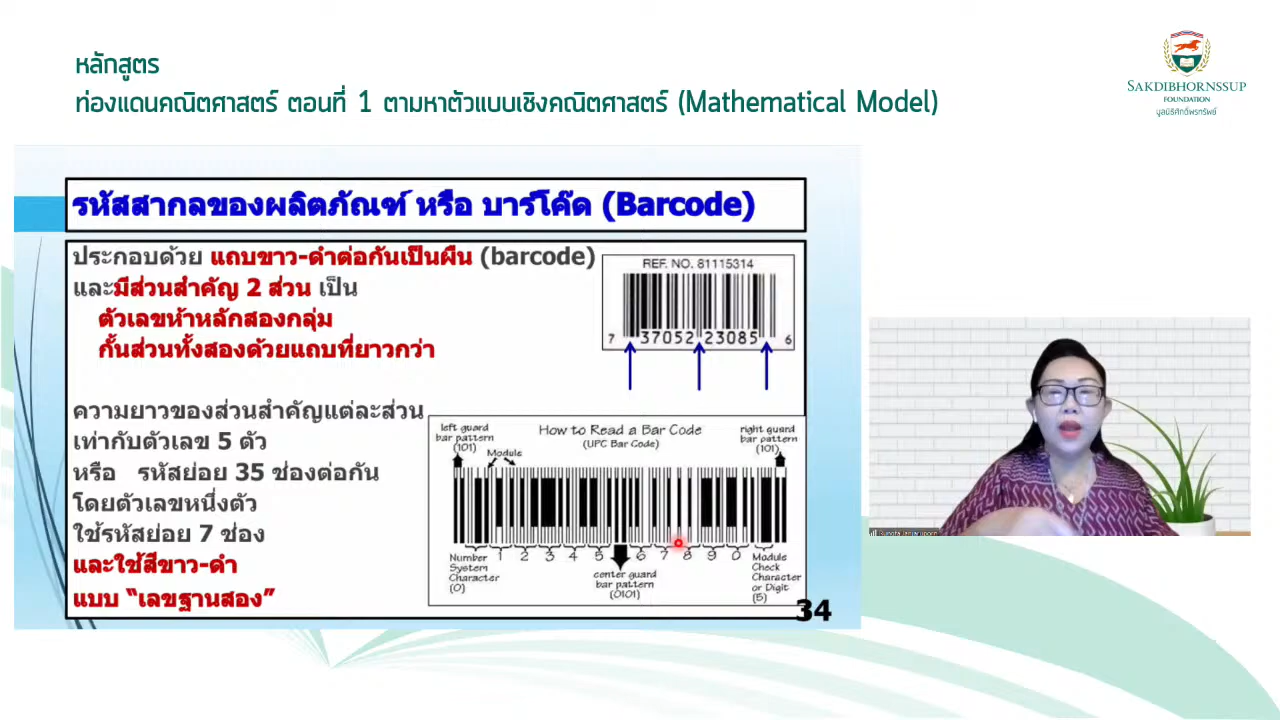 หลักสูตร
ท่องแดนคณิตศาสตร์ ตอนที่ 1 ตามหาตัวแบบเชิงคณิตศาสตร์ (Mathematical Model)
SAKDIBHORNSSUP
FOUNDATION
มูลนิธิศักดิ์พรทรัพย์
รหัสสากลของผลิตภัณฑ์ หรือ บาร์โค๊ด (Barcode)
ประกอบด้วย แถบขาว-ดำต่อกันเป็นผืน (barcode)
และมีส่วนสำคัญ 2 ส่วน เป็น
ตัวเลขห้าหลักสองกลุ่ม
กั้นส่วนทั้งสองด้วยแถบที่ยาวกว่า
REF. NO. 81115314
7 37052 23085 6
ความยาวของส่วนสำคัญแต่ละส่วน
เท่ากับตัวเลข 5 ตัว
หรือ รหัสย่อย 35 ช่องต่อกัน
โดยตัวเลขหนึ่งตัว
ใช้รหัสย่อย 7 ช่อง
และใช้สีขาว-ดำ
แบบ “เลขฐานสอง”
How to Read a Bar Code
(UPC Bar Code)
left guard
bar pattern
(101)
Module
right guard
bar pattern
(101)
1 2 3 4 5 6 7 8 9 0
Number
System
Character
(0)
center guard
bar pattern
(0101)
Module
Check
Character
or Digit
(5)
34